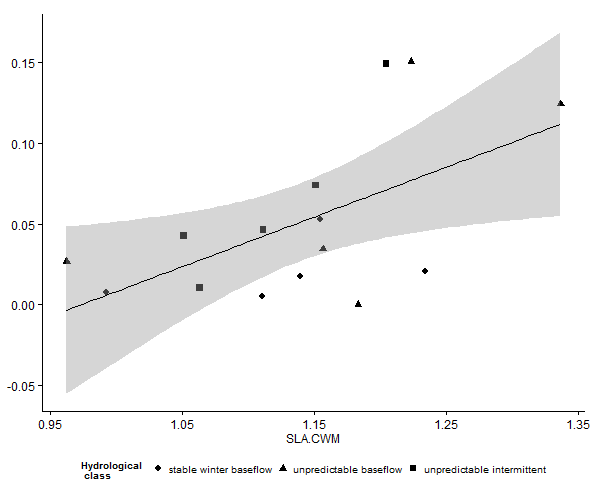 0.15
0.10
0.05
0.00
-0.05
0.95 1.05 1.15 1.25 1.35
SLA.CWM
Hydrological
class
stable winter baseflow unpredictable baseflow unpredictable intermittent